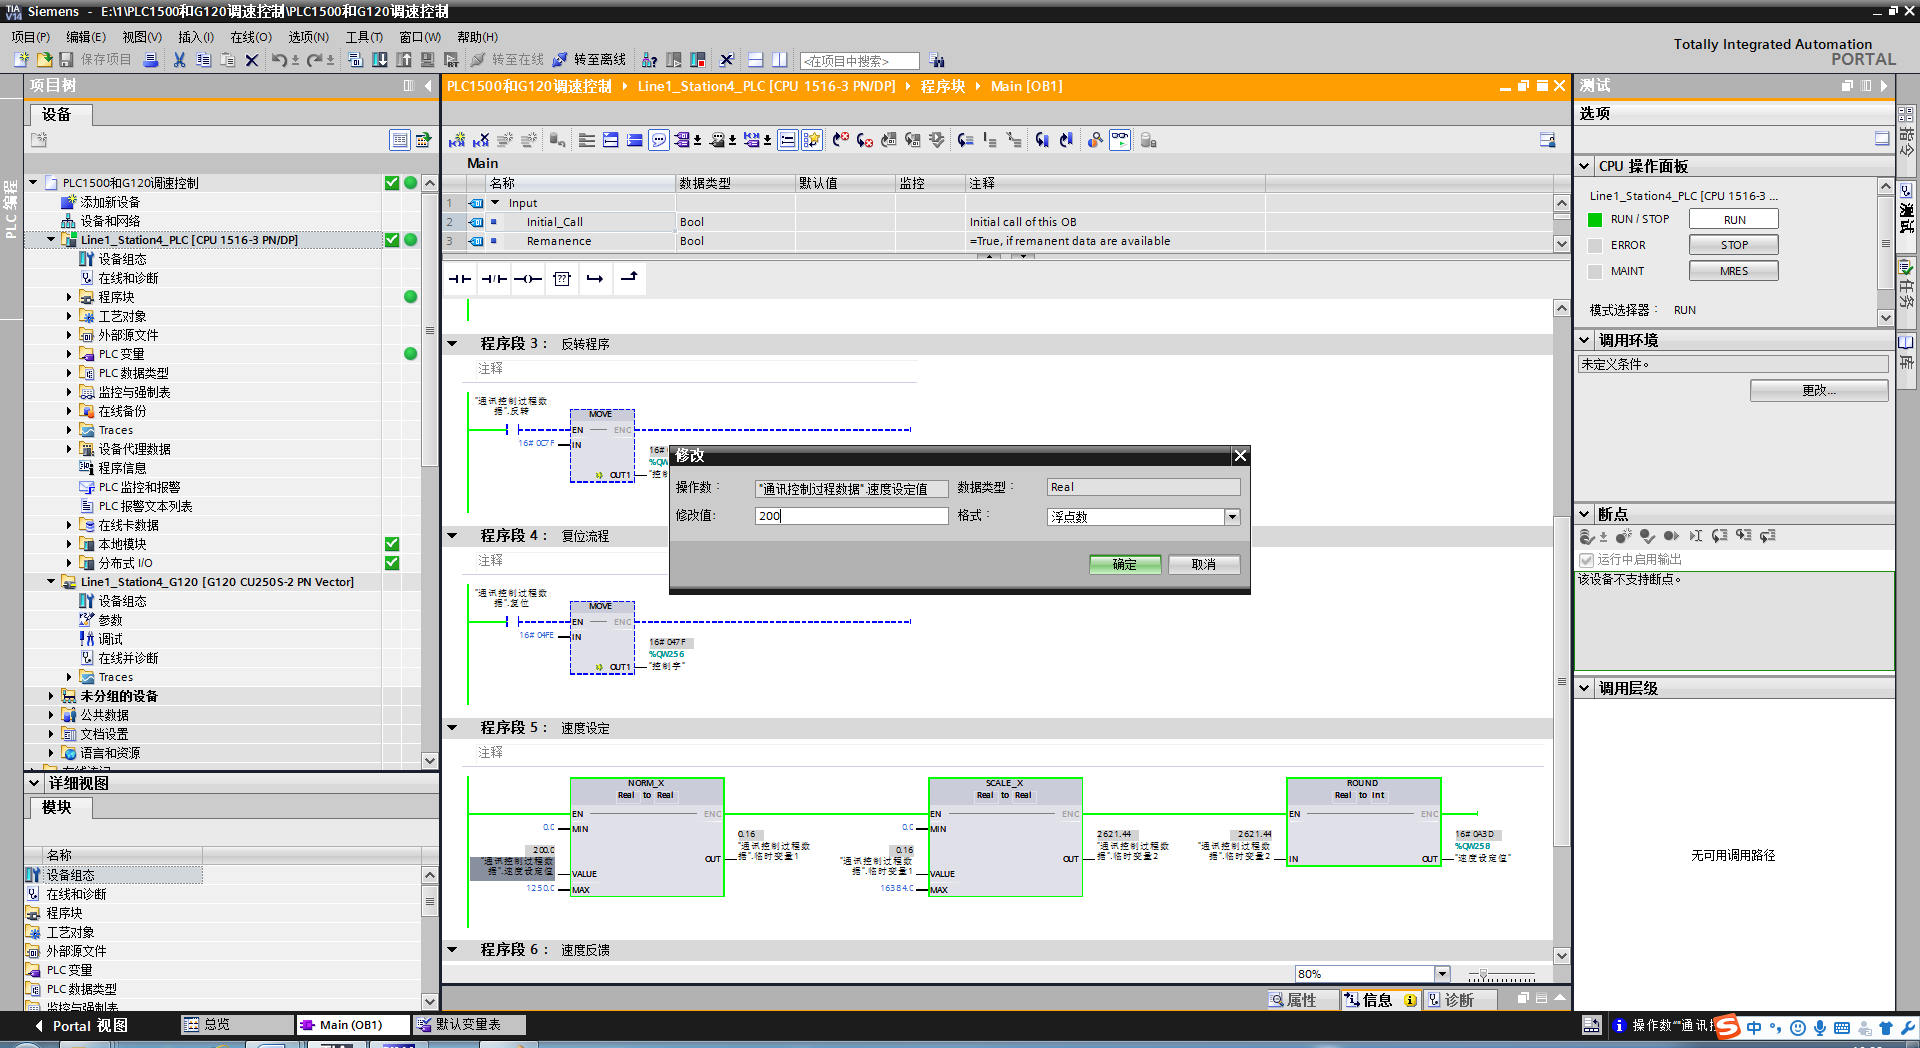 Siemens - E:\1\PLC1500和G120调速控制\PLC1500和G120调速控制
项目(P) 编辑(E) 视图(V) 插入(I) 在线(O) 选项(N) 工具(T) 窗口(W) 帮助(H)
Totally Integrated Automation
PORTAL
保存项目 转至在线 转至离线 <在项目中搜索>
项目树
设备
PLC 编程
PLC1500和G120调速控制
添加新设备
设备和网络
Line1_Station4_PLC [CPU 1516-3 PN/DP]
设备组态
在线和诊断
程序块
工艺对象
外部源文件
PLC 变量
PLC 数据类型
监控与强制表
在线备份
Traces
设备代理数据
程序信息
PLC 监控和报警
PLC 报警文本列表
在线卡数据
本地模块
分布式 I/O
Line1_Station4_G120 [G120 CU250S-2 PN Vector]
设备组态
参数
调试
在线并诊断
Traces
未分组的设备
公共数据
文档设置
语言和资源
详细视图
模块
名称
设备组态
在线和诊断
程序块
工艺对象
外部源文件
PLC 变量
PLC 数据类型
监控与强制表
PLC1500和G120调速控制 Line1_Station4_PLC [CPU 1516-3 PN/DP] 程序块 Main [OB1]
Main
名称 数据类型 默认值 监控 注释
1 Input
2 Initial_Call Bool Initial call of this OB
3 Remanence Bool =True, if remanent data are available
程序段 3： 反转程序
注释
"通讯控制过程数
据".反转
MOVE
EN ENO
16#0C7F IN
16#
%QW
OUT1 "控制
修改
操作数： "通讯控制过程数据".速度设定值 数据类型： Real
修改值: 200 格式： 浮点数
确定 取消
程序段 4： 复位流程
注释
"通讯控制过程数
据".复位
MOVE
EN ENO
16#04FE IN
16#047F
%QW256
OUT1 "控制字"
程序段 5： 速度设定
注释
NORM_X SCALE_X ROUND
Real to Real Real to Real Real to Int
EN ENO EN ENO EN ENO
0.0 MIN 0.16 0.0 MIN 2621.44 2621.44 16#0A3D
200.0 "通讯控制过程数 0.16 "通讯控制过程数 "通讯控制过程数 %QW258
"通讯控制过程数 OUT 据".临时变量1 "通讯控制过程数 OUT 据".临时变量2 据".临时变量2 IN OUT "速度设定值"
据".速度设定值 VALUE 据".临时变量1 VALUE
1250.0 MAX 16384.0 MAX
程序段 6： 速度反馈
80%
属性 信息 诊断
测试
选项
CPU 操作面板
Line1_Station4_PLC [CPU 1516-3 ...
RUN / STOP RUN
ERROR STOP
MAINT MRES
模式选择器： RUN
调用环境
未定义条件。
更改...
断点
运行中启用输出
该设备不支持断点。
调用层级
无可用调用路径
指令
测试
任务
库
Portal 视图 总览 Main (OB1) 默认变量表
操作数"通讯控
中